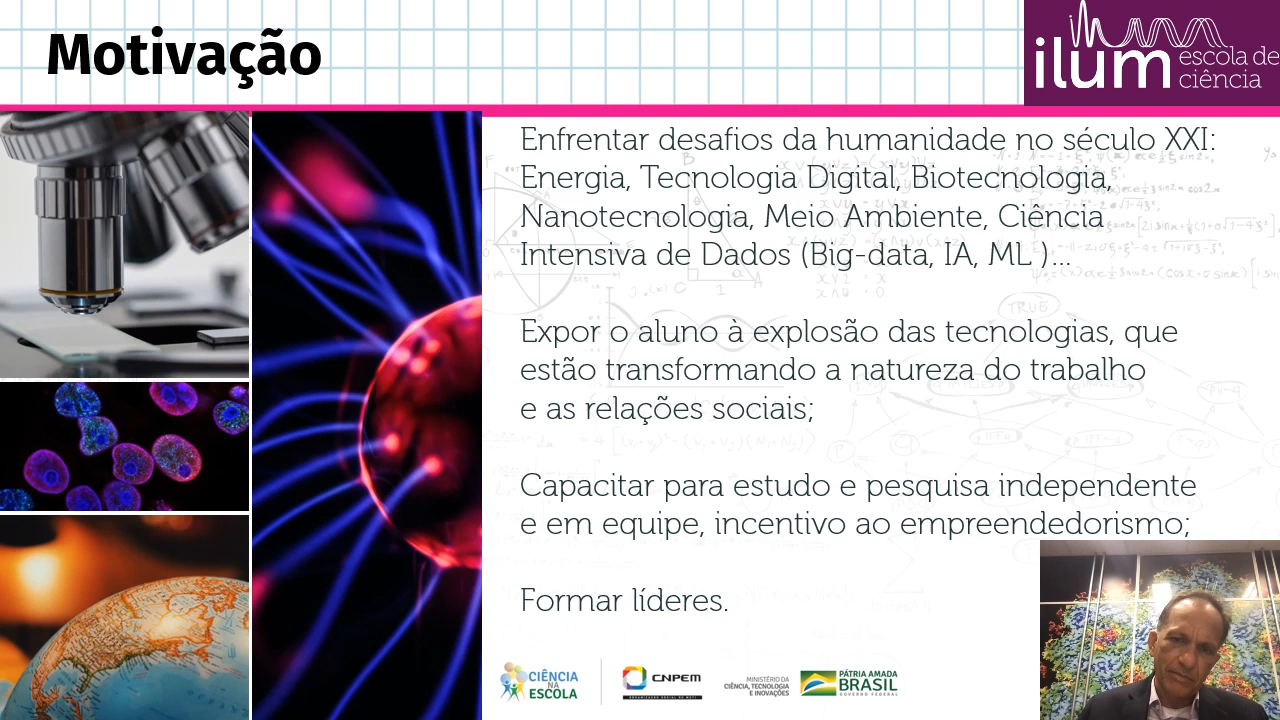 Motivação
ilum escola de
ciência
Enfrentar desafios da humanidade no século XXI:
Energia, Tecnologia Digital, Biotecnologia,
Nanotecnologia, Meio Ambiente, Ciência
Intensiva de Dados (Big-data, IA, ML )...
Expor o aluno à explosão das tecnologias, que
estão transformando a natureza do trabalho
e as relações sociais;
Capacitar para estudo e pesquisa independente
e em equipe, incentivo ao empreendedorismo;
Formar líderes.
CIÊNCIA
NA
ESCOLA
CNPEM
MINISTÉRIO DA
CIÊNCIA, TECNOLOGIA
E INOVAÇÕES
PÁTRIA AMADA
BRASIL
GOVERNO FEDERAL